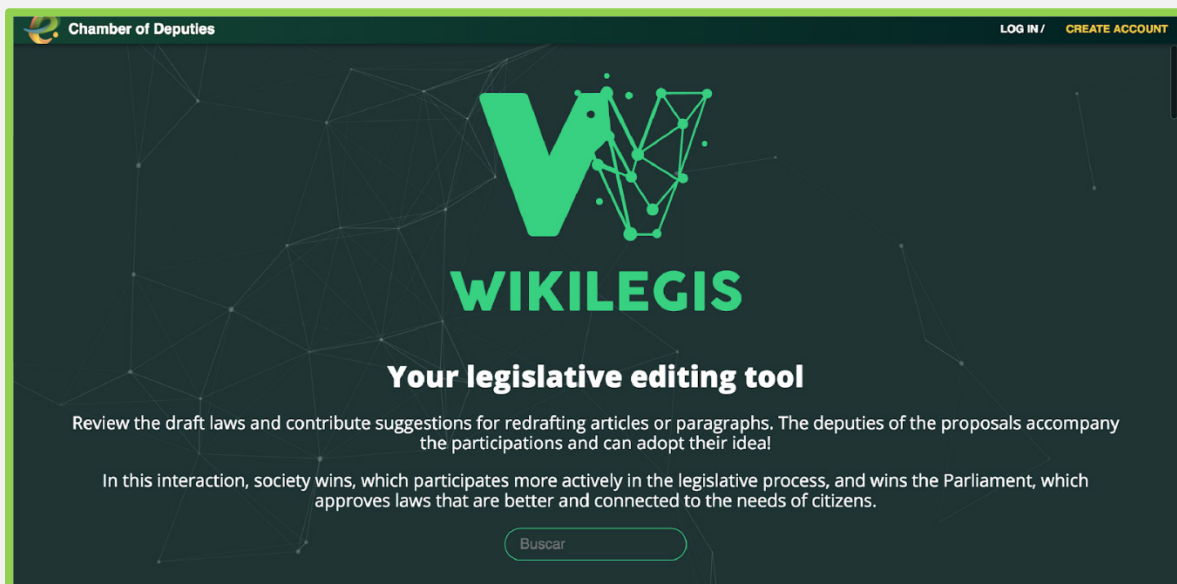 Chamber of Deputies
LOG IN / CREATE ACCOUNT
WIKILEGIS
Your legislative editing tool
Review the draft laws and contribute suggestions for redrafting articles or paragraphs. The deputies of the proposals accompany
the participations and can adopt their idea!
In this interaction, society wins, which participates more actively in the legislative process, and wins the Parliament, which
approves laws that are better and connected to the needs of citizens.
Buscar